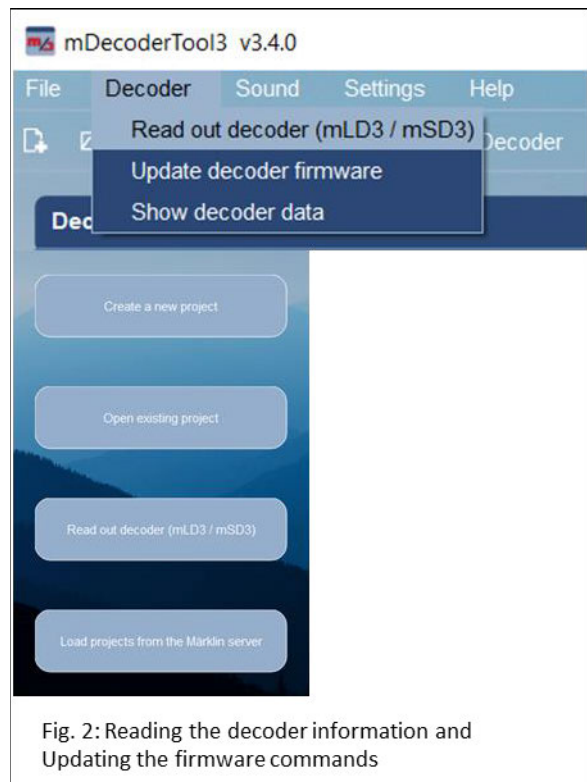 mDecoderTool3 v3.4.0
File Decoder Sound Settings Help
Read out decoder (mLD3 / mSD3)
Decoder
Update decoder firmware
Show decoder data
Dec
Create a new project
Open existing project
Read out decoder (mLD3 / mSD3)
Load projects from the Märklin server
Fig. 2: Reading the decoder information and
Updating the firmware commands